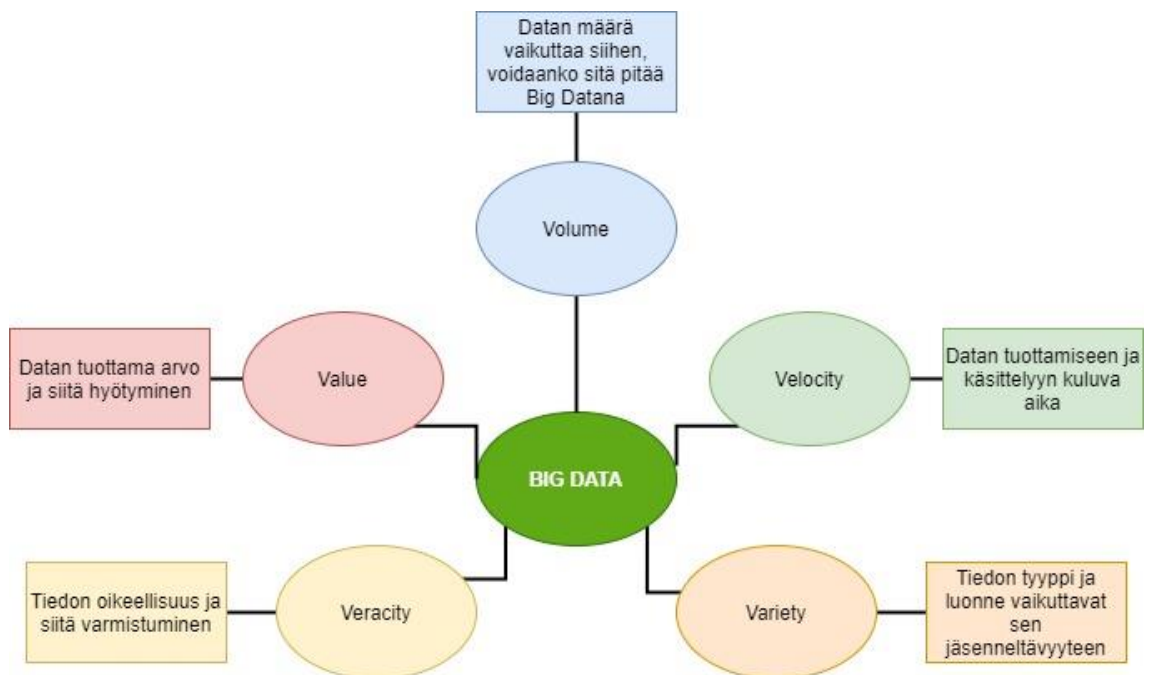 Datan määrä
vaikuttaa siihen,
voidaanko sitä pitää
Big Datana
Volume
Datan tuottama arvo
ja siitä hyötyminen
Value
Velocity
Datan tuottamiseen ja
käsittelyyn kuluva
aika
BIG DATA
Tiedon oikeellisuus ja
siitä varmistuminen
Veracity
Variety
Tiedon tyyppi ja
luonne vaikuttavat
sen
jäsenneltävyyteen